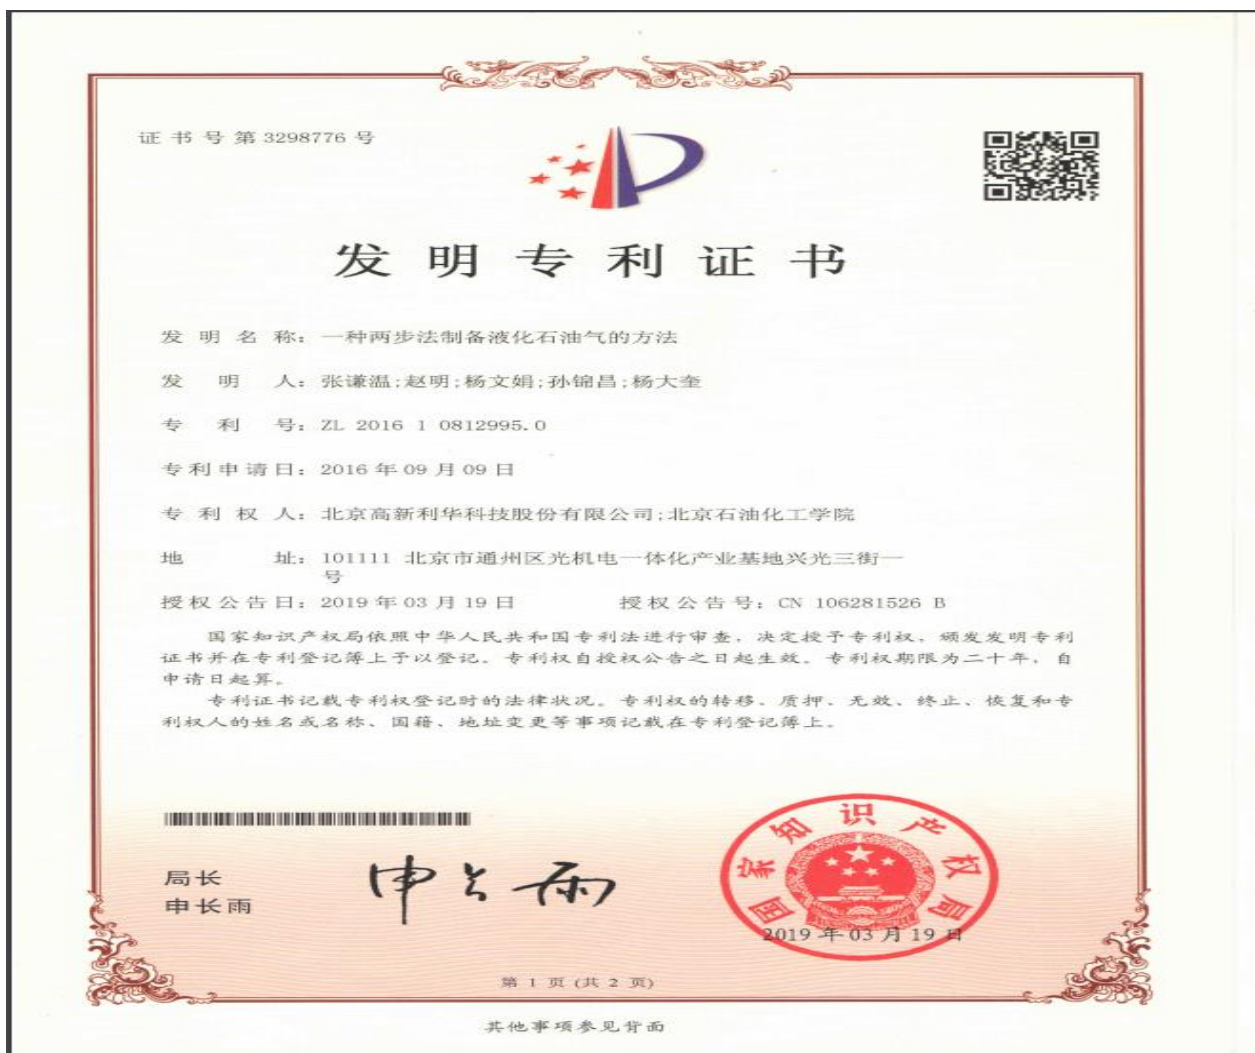 证书号第3298776号
发明专利证书
发明名称：一种两步法制备液化石油气的方法
发明人：张谦温;赵明;杨文娟;孙锦昌;杨大奎
专利号：ZL 2016 1 0812995.0
专利申请日：2016年09月09日
专利权人：北京高新利华科技股份有限公司;北京石油化工学院
地址：101111 北京市通州区光机电一体化产业基地兴光三街一
号
授权公告日：2019年03月19日 授权公告号：CN 106281526 B
国家知识产权局依照中华人民共和国专利法进行审查，决定授予专利权，颁发发明专利
证书并在专利登记簿上予以登记。专利权自授权公告之日起生效。专利权期限为二十年，自
申请日起算。
专利证书记载专利权登记时的法律状况。专利权的转移、质押、无效、终止、恢复和专
利权人的姓名或名称、国籍、地址变更等事项记载在专利登记簿上。
局长
申长雨
申长雨
国家知识产权局
2019年03月19日
第 1 页 (共 2 页)
其他事项参见背面